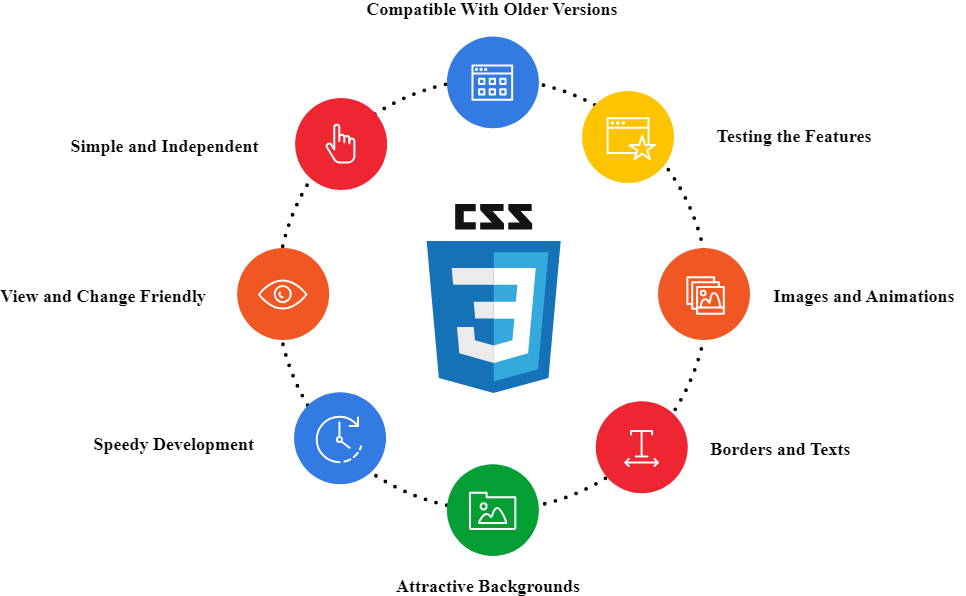 Compatible With Older Versions
Simple and Independent
Testing the Features
CSS
View and Change Friendly
Images and Animations
3
Speedy Development
Borders and Texts
Attractive Backgrounds